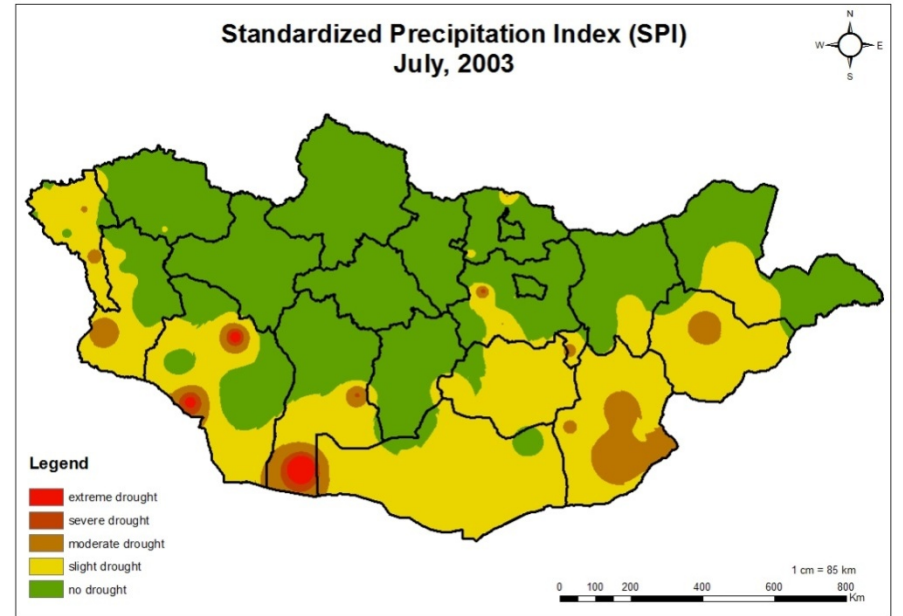 Standardized Precipitation Index (SPI)
July, 2003
N
W E
S
Legend
extreme drought
severe drought
moderate drought
slight drought
no drought
1 cm = 85 km
0 100 200 400 600 800
Km